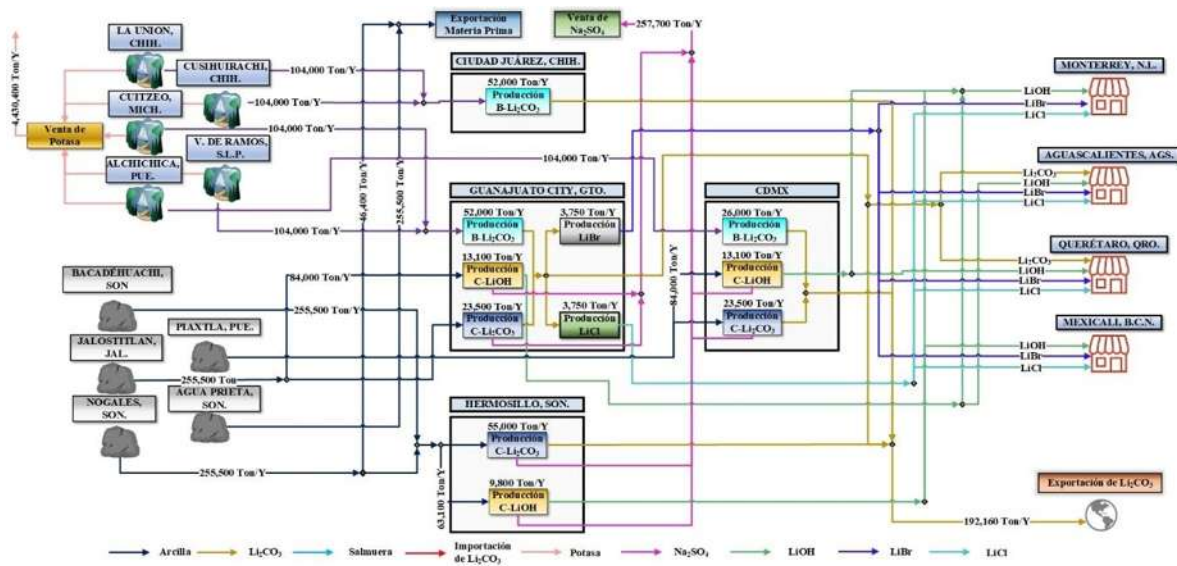 Exportación
Materia Prima
Venta de
Na₂SO₄
257,700 Ton/Y
4,430,400 Ton/Y
LA UNION,
CHIH.
CUSIHUIRACHI,
CHIH.
104,000 Ton/Y
CUITZEO,
MICH.
104,000 Ton/Y
Venta de
Potasa
104,000 Ton/Y
V. DE RAMOS,
S.L.P.
ALCHICHICA,
PUE.
104,000 Ton/Y
104,000 Ton/Y
46,400 Ton/Y
255,500 Ton/Y
CIUDAD JUÁREZ, CHIH.
52,000 Ton/Y
Producción
B-Li₂CO₃
GUANAJUATO CITY, GTO.
52,000 Ton/Y
Producción
B-Li₂CO₃
3,750 Ton/Y
Producción
LiBr
13,100 Ton/Y
Producción
C-LiOH
23,500 Ton/Y
Producción
C-Li₂CO₃
3,750 Ton/Y
Producción
LiCl
CDMX
26,000 Ton/Y
Producción
B-Li₂CO₃
13,100 Ton/Y
Producción
C-LiOH
84,000 Ton/Y
23,500 Ton/Y
Producción
C-Li₂CO₃
BACADÉHUACHI,
SON
84,000 Ton/Y
255,500 Ton/Y
PIAXTLA, PUE.
JALOSTITLAN,
JAL.
255,500 Ton
AGUA PRIETA,
SON.
NOGALES,
SON.
255,500 Ton/Y
HERMOSILLO, SON.
55,000 Ton/Y
Producción
C-Li₂CO₃
9,800 Ton/Y
Producción
C-LiOH
63,100 Ton/Y
MONTERREY, N.L.
LiOH
LiBr
LiCl
AGUASCALIENTES, AGS.
Li₂CO₃
LiOH
LiBr
LiCl
QUERÉTARO, QRO.
Li₂CO₃
LiOH
LiBr
LiCl
MEXICALI, B.C.N.
LiOH
LiBr
LiCl
Exportación de Li₂CO₃
192,160 Ton/Y
Arcilla
Li₂CO₃
Salmuera
Importación
de Li₂CO₃
Potasa
Na₂SO₄
LiOH
LiBr
LiCl